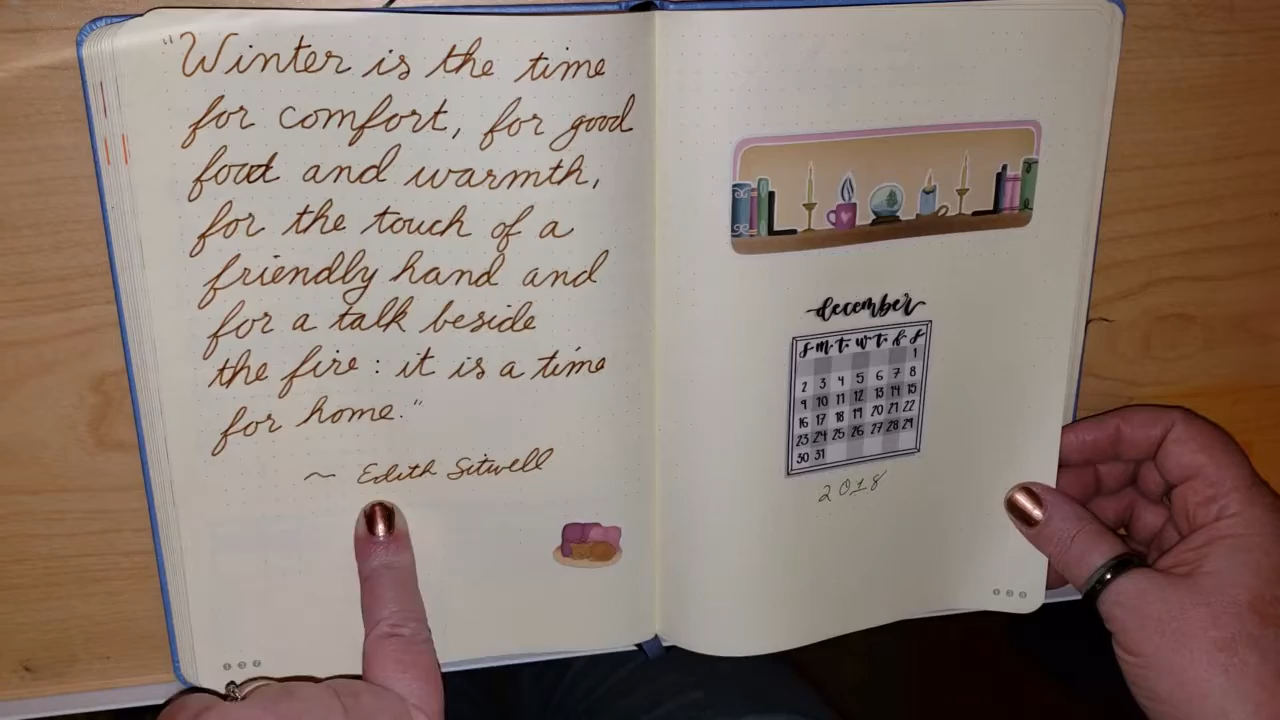 "Winter is the time
for comfort, for good
food and warmth,
for the touch of a
friendly hand and
for a talk beside
the fire: it is a time
for home."
~ Edith Sitwell
december
S M T W T F S
1
2 3 4 5 6 7 8
9 10 11 12 13 14 15
16 17 18 19 20 21 22
23 24 25 26 27 28 29
30 31
2018